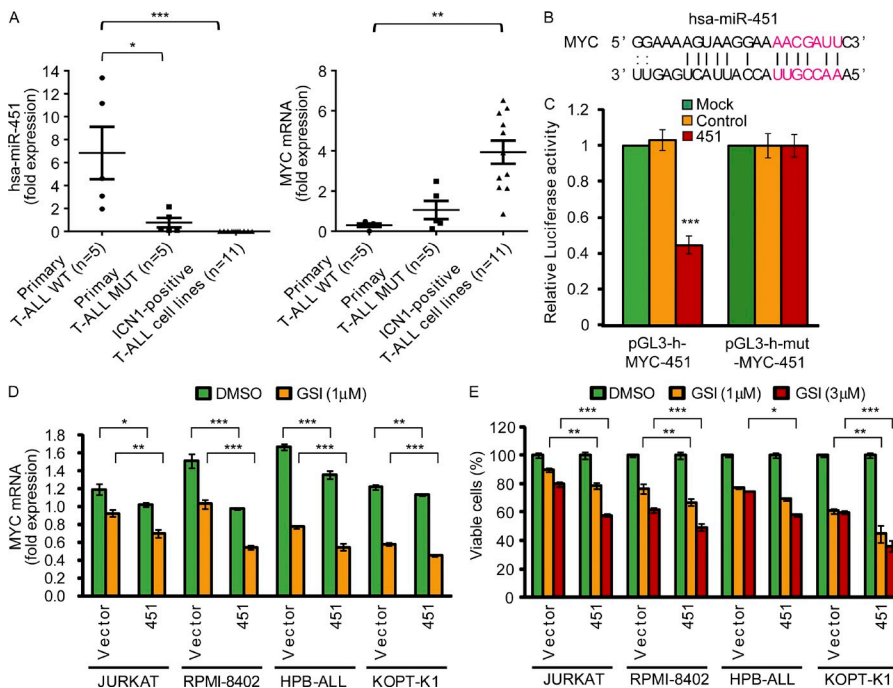 A
***
*
hsa-miR-451
(fold expression)
14
12
10
8
6
4
2
0
Primary
T-ALL WT (n=5)
Primay
T-ALL MUT (n=5)
ICN1-positive
T-ALL cell lines (n=11)
**
MYC mRNA
(fold expression)
8
6
4
2
0
Primary
T-ALL WT (n=5)
Primay
T-ALL MUT (n=5)
ICN1-positive
T-ALL cell lines (n=11)
B
hsa-miR-451
MYC 5' GGAAAAGUAAGGAAAACGAUUC3'
3' UUGAGUCAUUACCAUUGCCAAA5'
C
Mock
Control
451
Relative Luciferase activity
1.2
1
0.8
0.6
0.4
0.2
0
***
pGL3-h-
MYC-451
pGL3-h-mut
-MYC-451
D
DMSO GSI (1μM)
MYC mRNA
(fold expression)
1.8
1.6
1.4
1.2
1.0
0.8
0.6
0.4
0.2
0.0
* *** *** **
** *** *** ***
Vector 451 Vector 451 Vector 451 Vector 451
JURKAT RPMI-8402 HPB-ALL KOPT-K1
E
DMSO GSI (1μM) GSI (3μM)
Viable cells (%)
120
100
80
60
40
20
0
*** *** * ***
** ** **
Vector 451 Vector 451 Vector 451 Vector 451
JURKAT RPMI-8402 HPB-ALL KOPT-K1